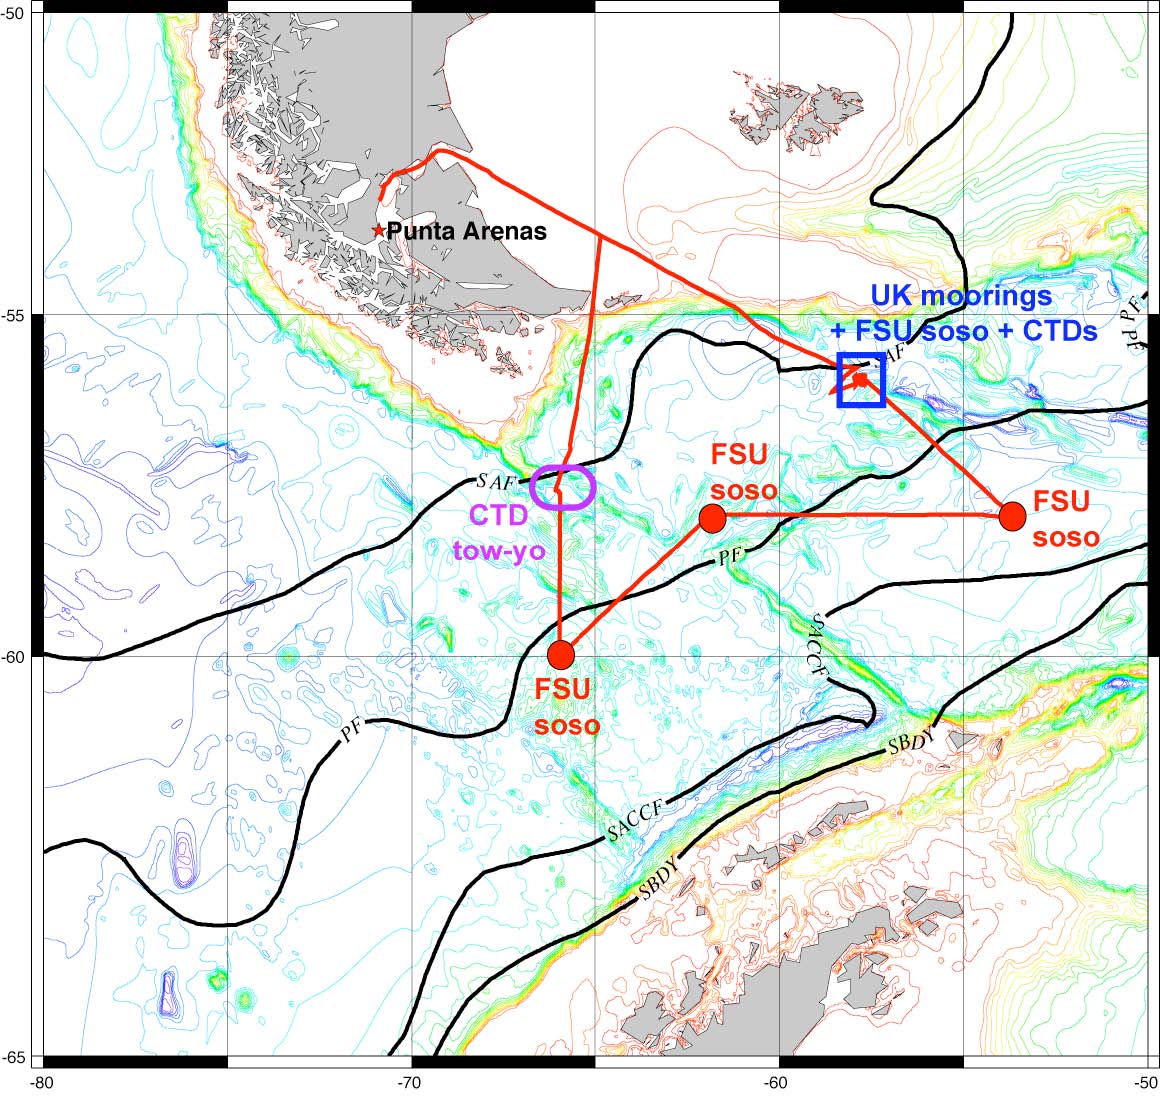 -50
Punta Arenas
UK moorings
+ FSU soso + CTDs
PF
-55
PF
SAF
FSU
soso
SAF
FSU
soso
CTD
tow-yo
PF
SACCF
-60
FSU
soso
PF
SBDY
SACCF
SBDY
-65
-80
-70
-60
-50